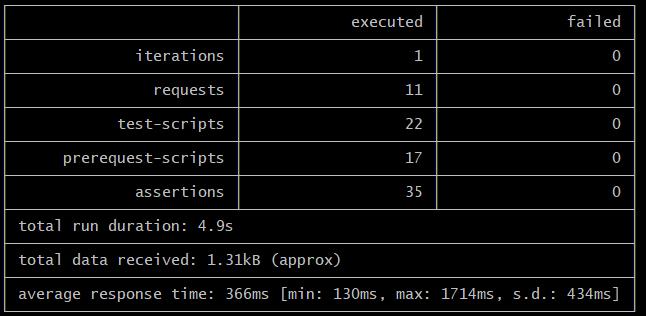 executed failed
iterations 1 0
requests 11 0
test-scripts 22 0
prerequest-scripts 17 0
assertions 35 0
total run duration: 4.9s
total data received: 1.31kB (approx)
average response time: 366ms [min: 130ms, max: 1714ms, s.d.: 434ms]